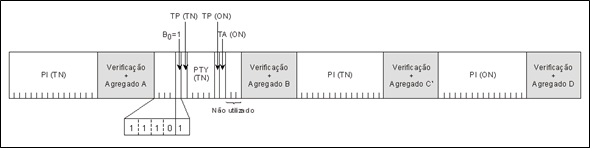 TP (TN) TP (ON)
B0=1 TA (ON)
PI (TN)
Verificação
+
Agregado A
PTY
(TN)
Verificação
+
Agregado B
PI (TN)
Verificação
+
Agregado C'
PI (ON)
Verificação
+
Agregado D
Não utilizado
1 1 1 0 1